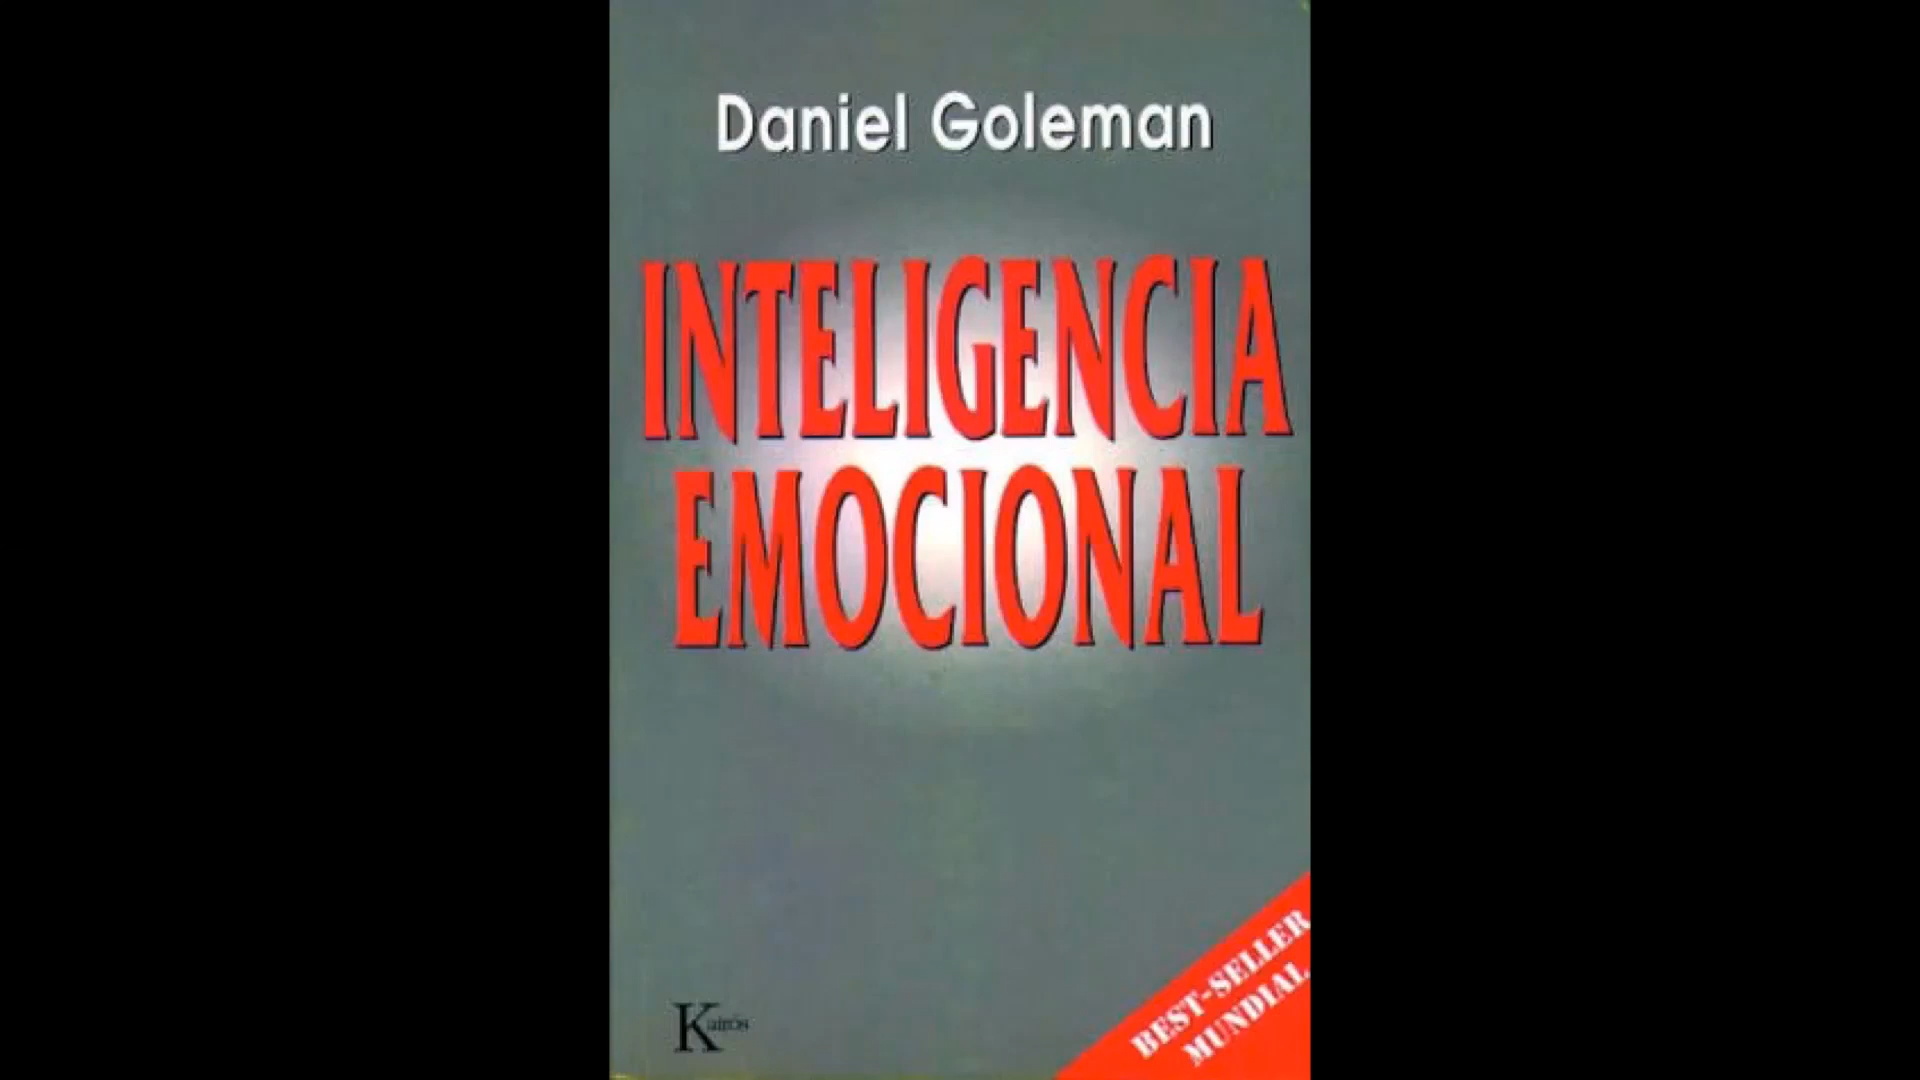 Daniel Goleman
INTELIGENCIA
EMOCIONAL
BEST-SELLER
MUNDIAL
Kairós